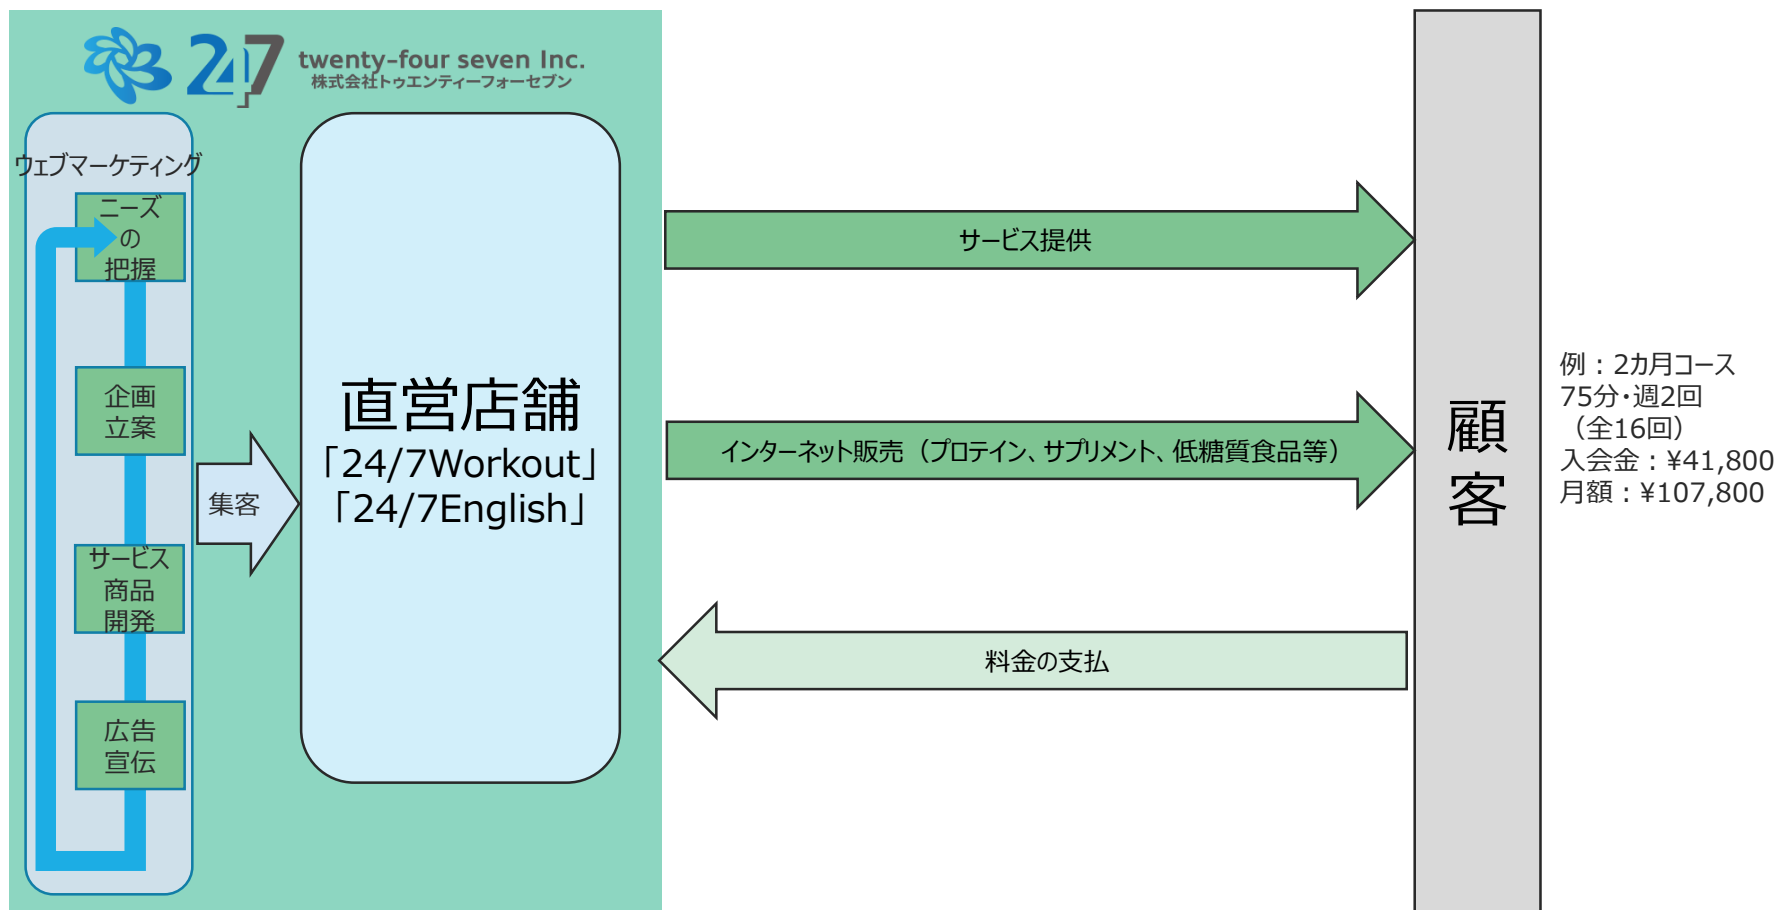 24/7
twenty-four seven Inc.
株式会社トゥエンティーフォーセブン
ウェブマーケティング
ニーズ
の
把握
企画
立案
サービス
商品
開発
広告
宣伝
集客
直営店舗
「24/7Workout」
「24/7English」
サービス提供
インターネット販売（プロテイン、サプリメント、低糖質食品等）
料金の支払
顧
客
例：2カ月コース
75分・週2回
（全16回）
入会金：¥41,800
月額：¥107,800